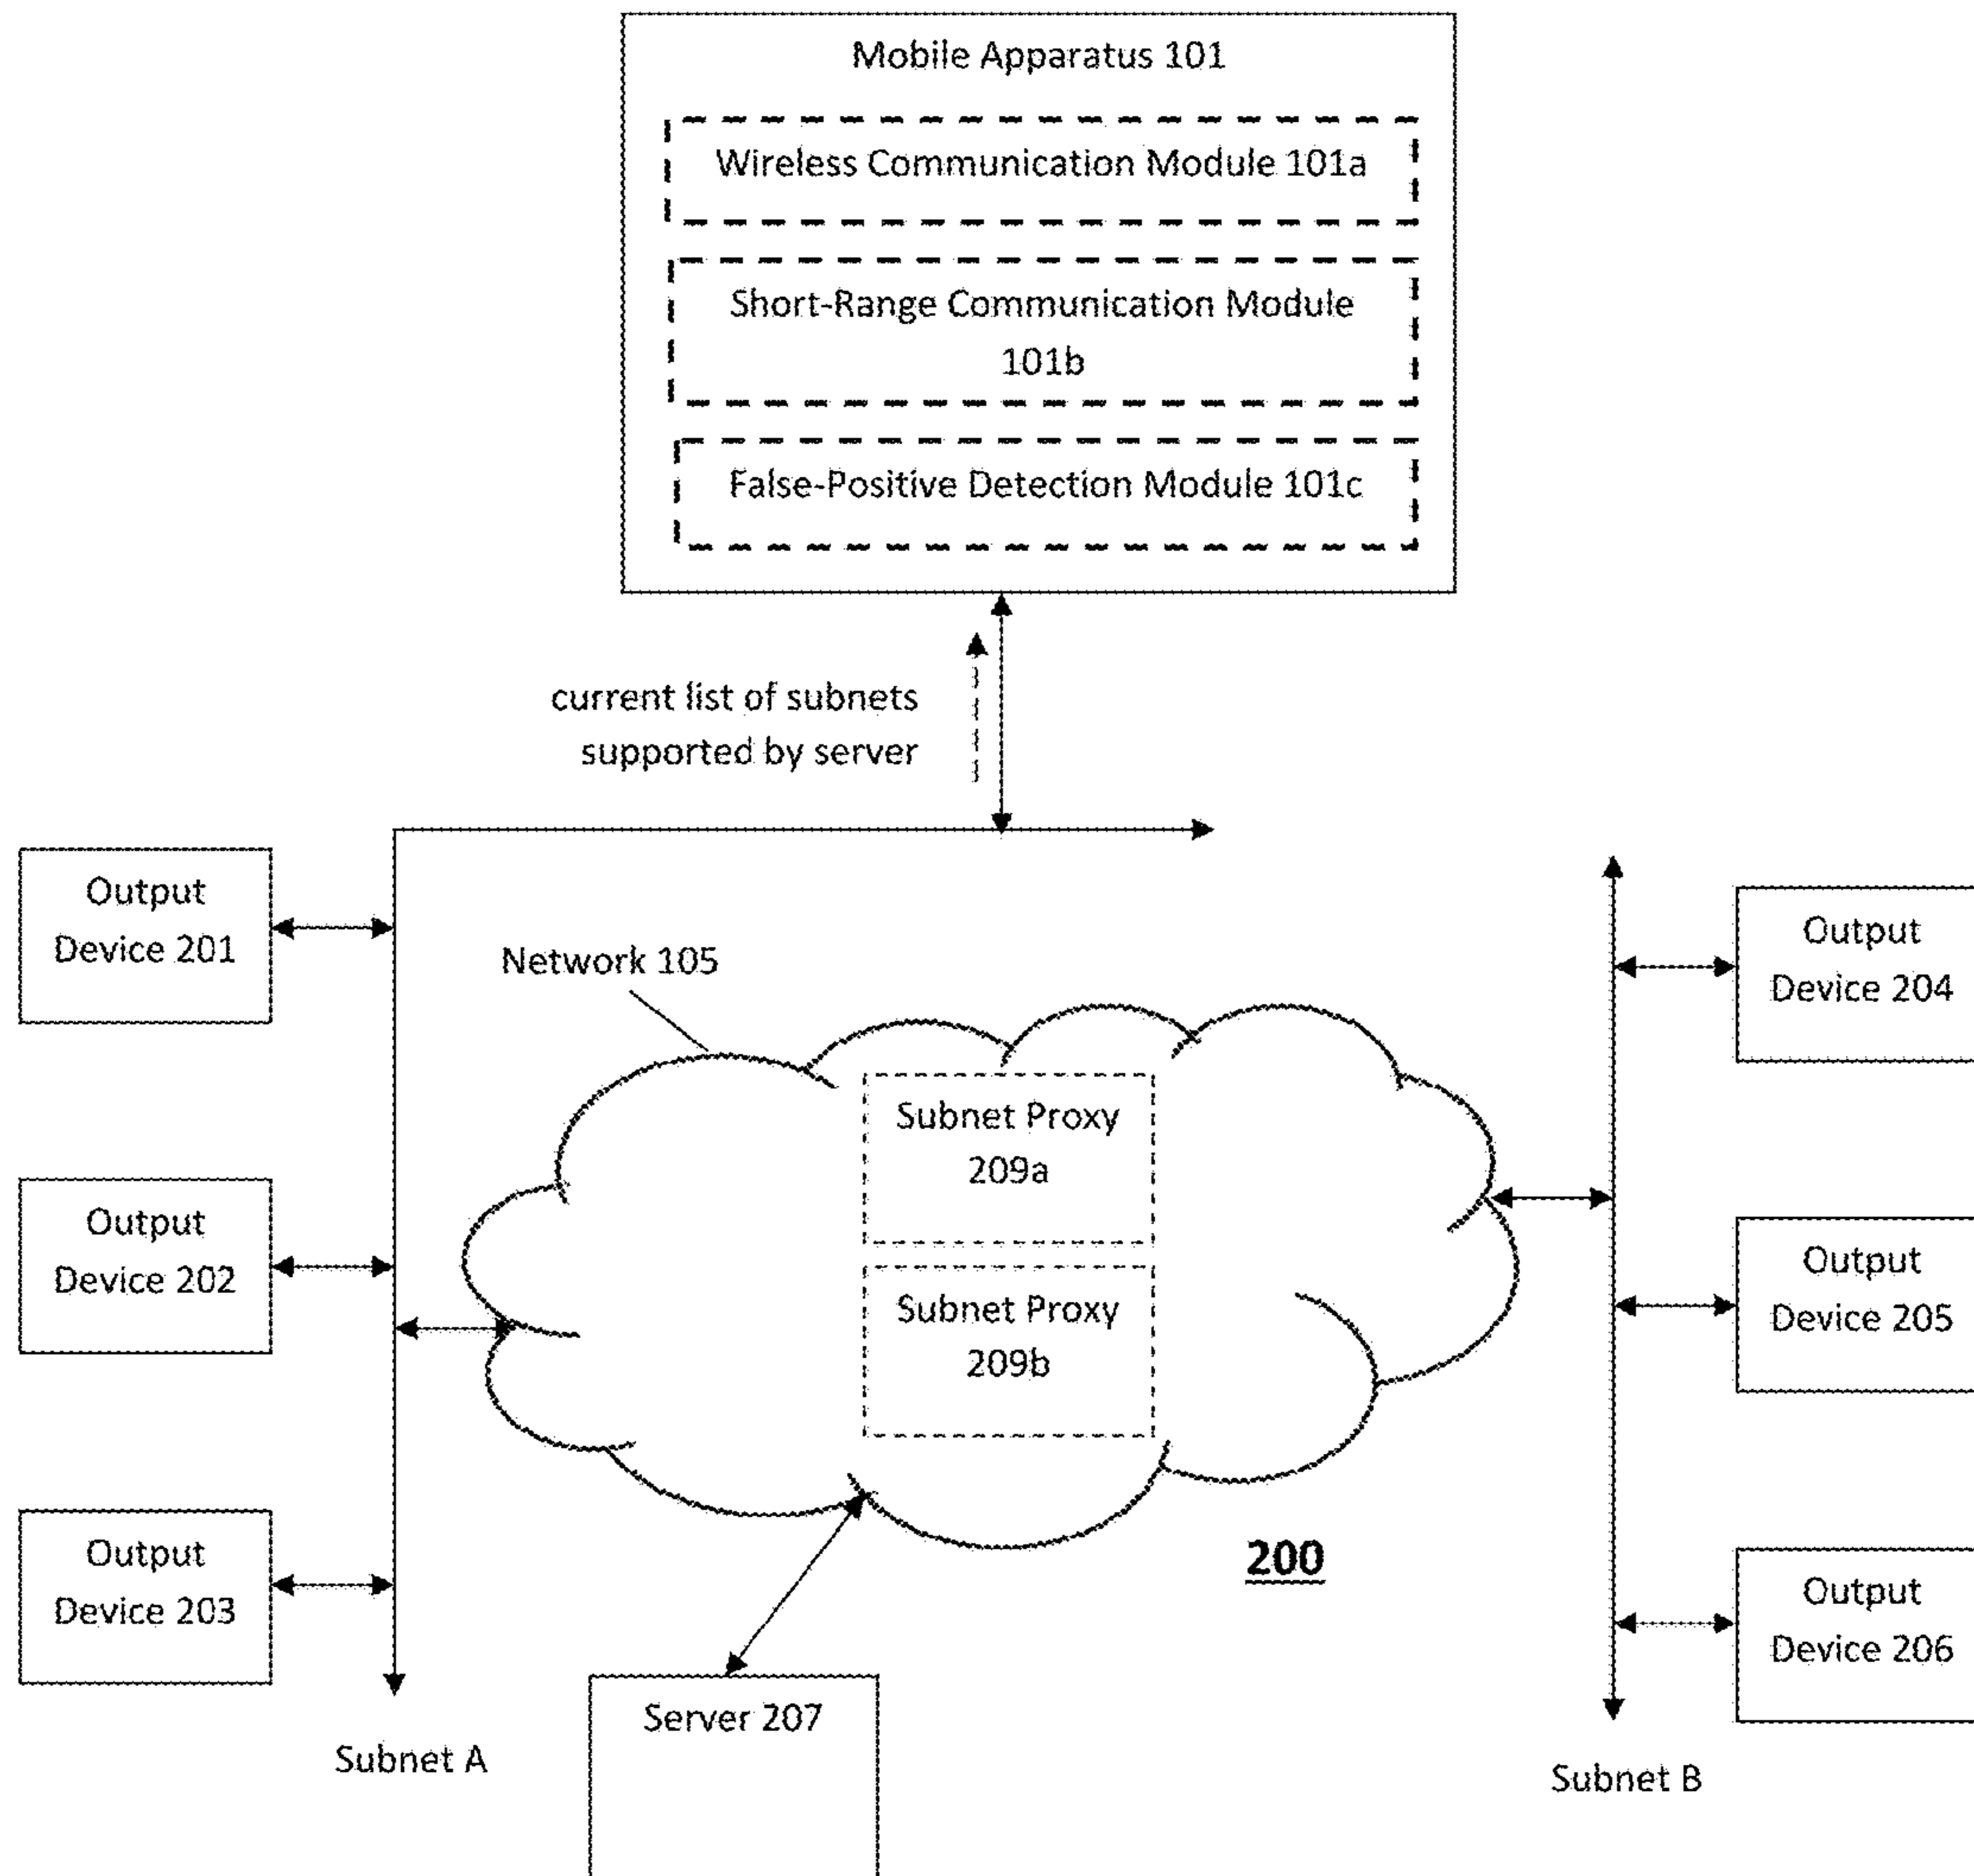 Mobile Apparatus 101
Wireless Communication Module 101a
Short-Range Communication Module
101b
False-Positive Detection Module 101c
current list of subnets
supported by server
Output
Device 201
Network 105
Output
Device 204
Subnet Proxy
209a
Output
Device 202
Output
Device 205
Subnet Proxy
209b
Output
Device 203
200
Output
Device 206
Server 207
Subnet A
Subnet B